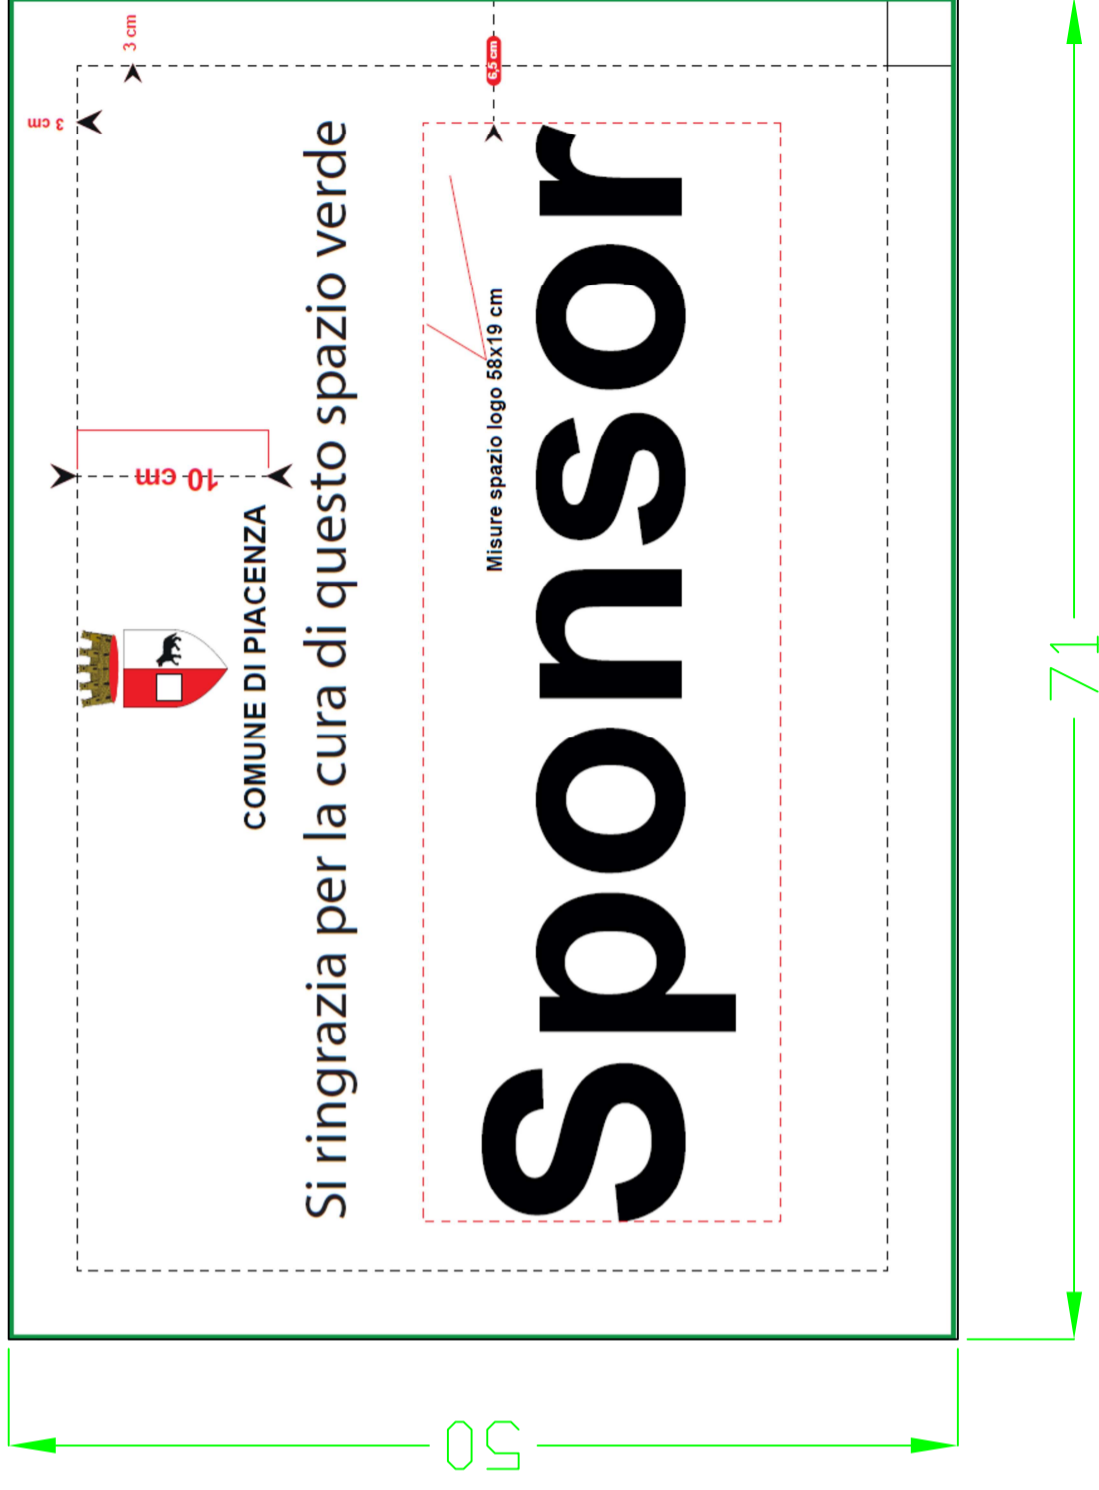 3 cm
3 cm
6,5 cm
10 cm
COMUNE DI PIACENZA
Si ringrazia per la cura di questo spazio verde
Misure spazio logo 58x19 cm
Sponsor
71
50